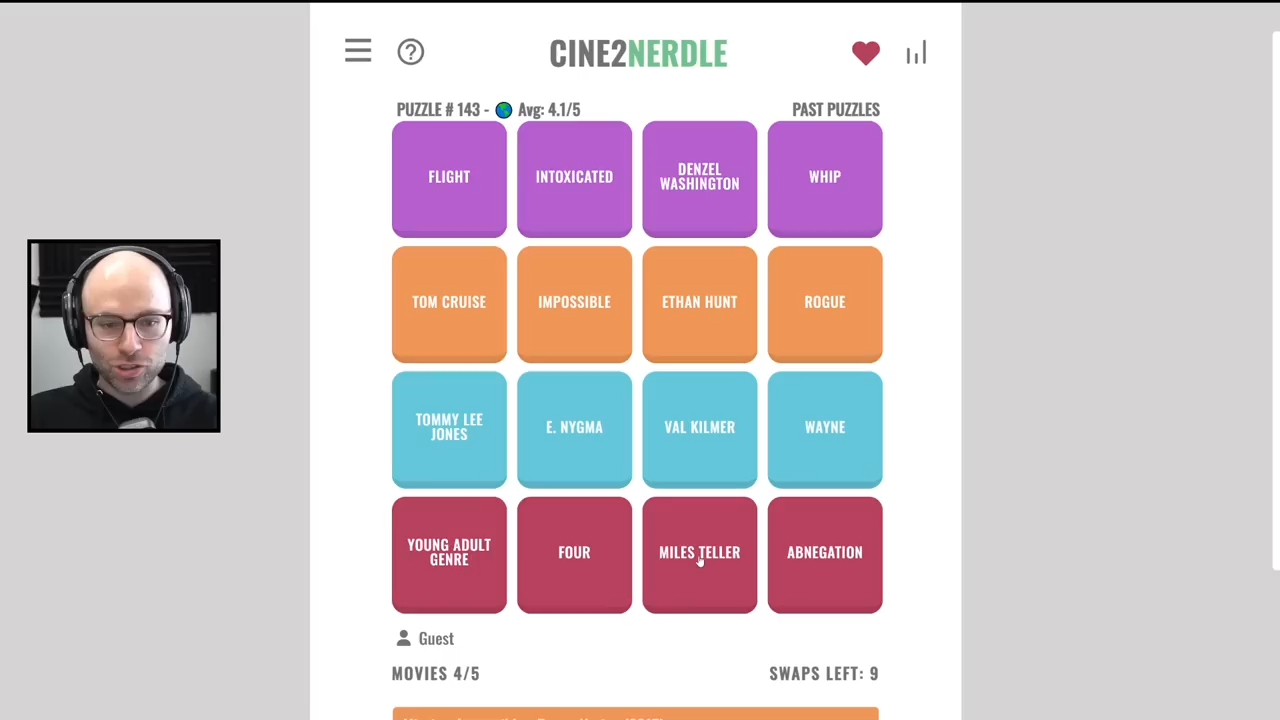 CINE2NERDLE
PUZZLE # 143 - Avg: 4.1/5
PAST PUZZLES
FLIGHT
INTOXICATED
DENZEL
WASHINGTON
WHIP
TOM CRUISE
IMPOSSIBLE
ETHAN HUNT
ROGUE
TOMMY LEE
JONES
E. NYGMA
VAL KILMER
WAYNE
YOUNG ADULT
GENRE
FOUR
MILES TELLER
ABNEGATION
Guest
MOVIES 4/5
SWAPS LEFT: 9